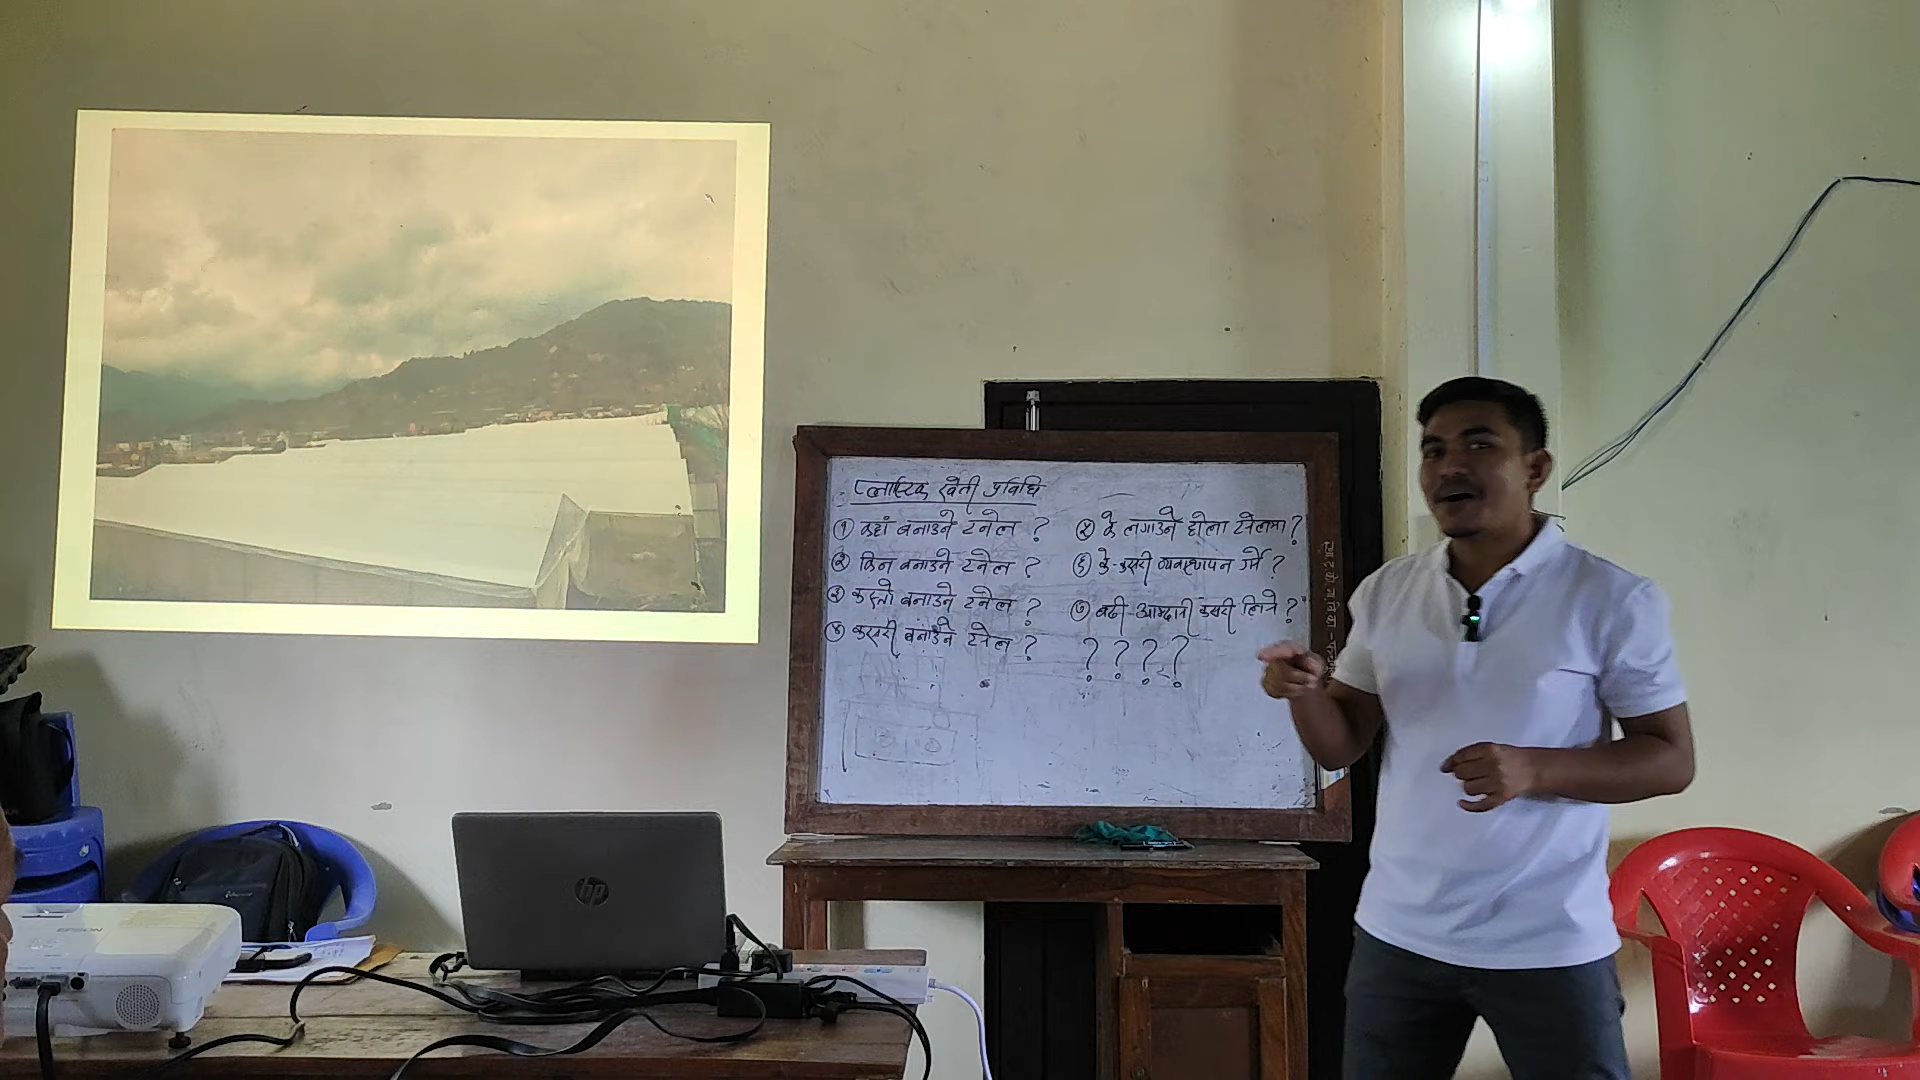 प्लास्टिक खेती प्रविधि
① कहाँ बनाउने टनेल ?
② किन बनाउने टनेल ?
③ कस्तो बनाउने टनेल ?
④ कसरी बनाउने टनेल ?
⑤ के लगाउने होला टनेलमा ?
⑥ के-कसरी व्यवस्थापन गर्ने ?
⑦ बढी आम्दानी कसरी लिने ?
? ? ? ?
hp
EPSON